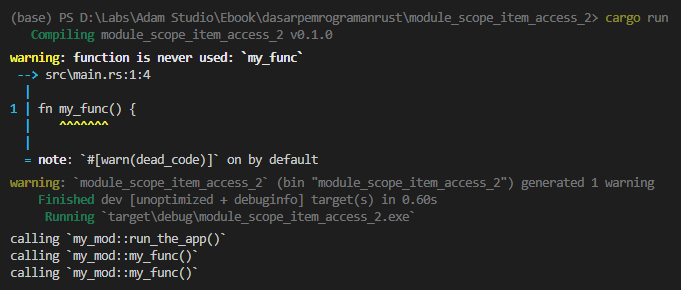 (base) PS D:\Labs\Adam Studio\Ebook\dasarpemrogramanrust\module_scope_item_access_2> cargo run
   Compiling module_scope_item_access_2 v0.1.0
warning: function is never used: `my_func`
 --> src\main.rs:1:4
  |
1 | fn my_func() {
  |    ^^^^^^^
  |
  = note: `#[warn(dead_code)]` on by default
warning: `module_scope_item_access_2` (bin "module_scope_item_access_2") generated 1 warning
    Finished dev [unoptimized + debuginfo] target(s) in 0.60s
     Running `target\debug\module_scope_item_access_2.exe`
calling `my_mod::run_the_app()`
calling `my_mod::my_func()`
calling `my_mod::my_func()`